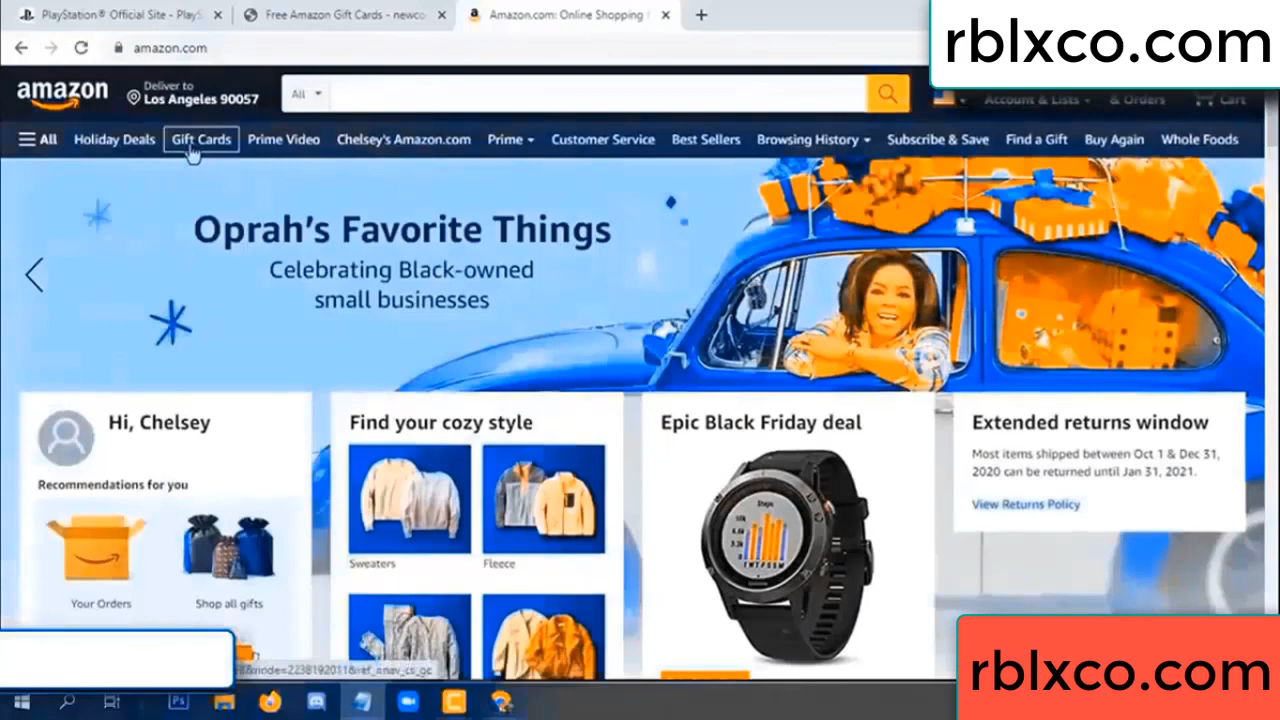 PlayStation® Official Site - PlayS
Free Amazon Gift Cards - newco
Amazon.com: Online Shopping
amazon.com
rblxco.com
amazon
Deliver to
Los Angeles 90057
All
Account & Lists
& Orders
Cart
All
Holiday Deals
Gift Cards
Prime Video
Chelsey's Amazon.com
Prime
Customer Service
Best Sellers
Browsing History
Subscribe & Save
Find a Gift
Buy Again
Whole Foods
Oprah's Favorite Things
Celebrating Black-owned
small businesses
Hi, Chelsey
Recommendations for you
Your Orders
Shop all gifts
Find your cozy style
Sweaters
Fleece
Epic Black Friday deal
Steps
Extended returns window
Most items shipped between Oct 1 & Dec 31,
2020 can be returned until Jan 31, 2021.
View Returns Policy
Ps
rblxco.com